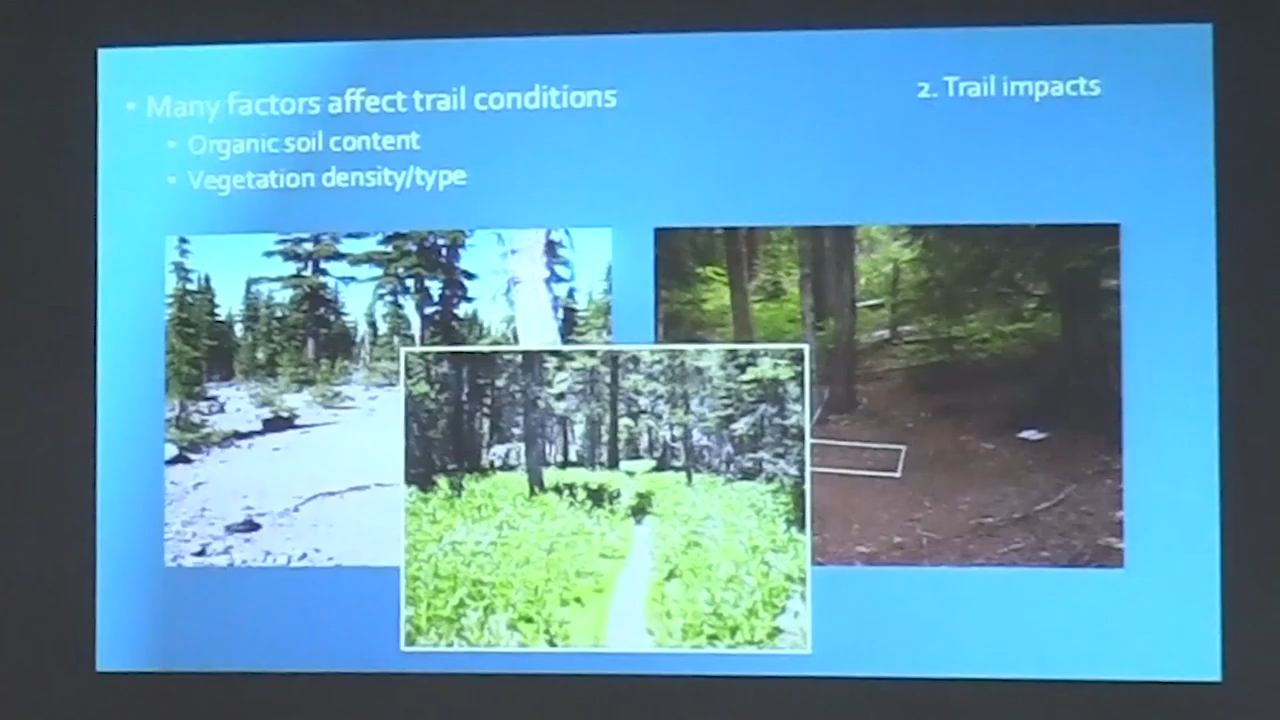 • Many factors affect trail conditions
2. Trail impacts
• Organic soil content
• Vegetation density/type